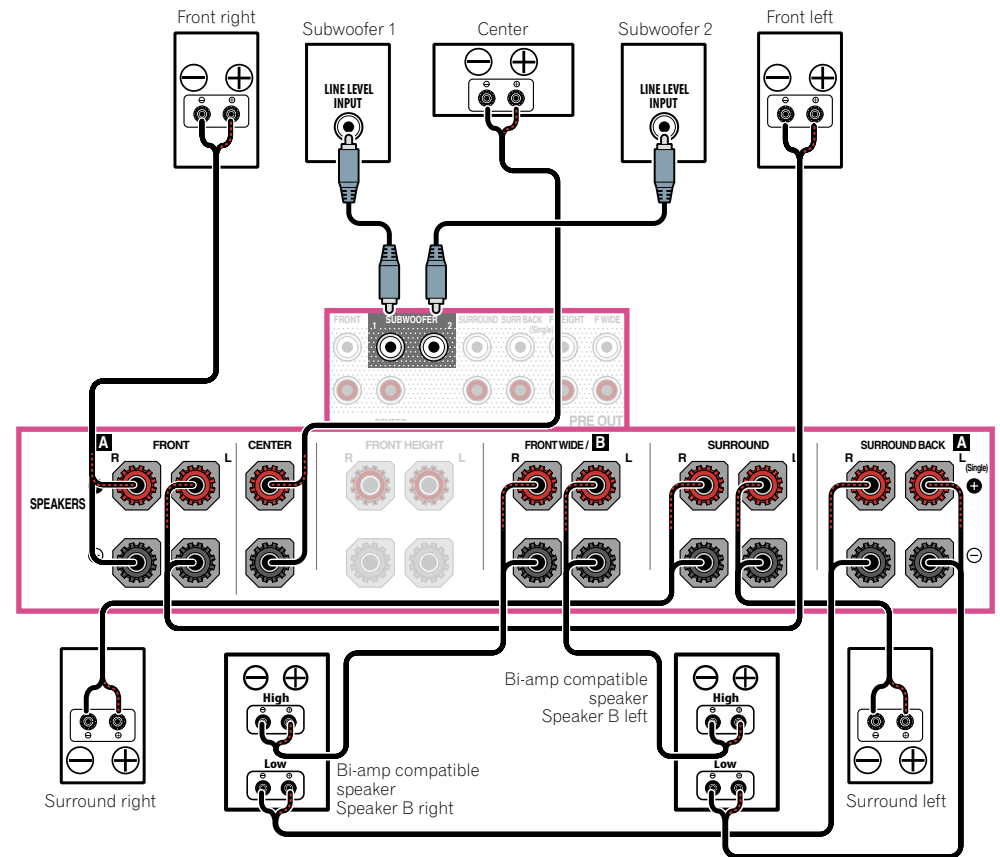 Front right
Subwoofer 1
Center
Subwoofer 2
Front left
LINE LEVEL
INPUT
LINE LEVEL
INPUT
FRONT
SUBWOOFER
1
2
SURROUND
SURR BACK
(Single)
F WIDE
PRE OUT
SPEAKERS
A
FRONT
R
L
CENTER
FRONT HEIGHT
R
L
FRONT WIDE / B
R
L
SURROUND
R
SURROUND BACK
A
R
L
(Single)
High
Low
High
Low
Bi-amp compatible
speaker
Speaker B left
Bi-amp compatible
speaker
Speaker B right
Surround right
Surround left